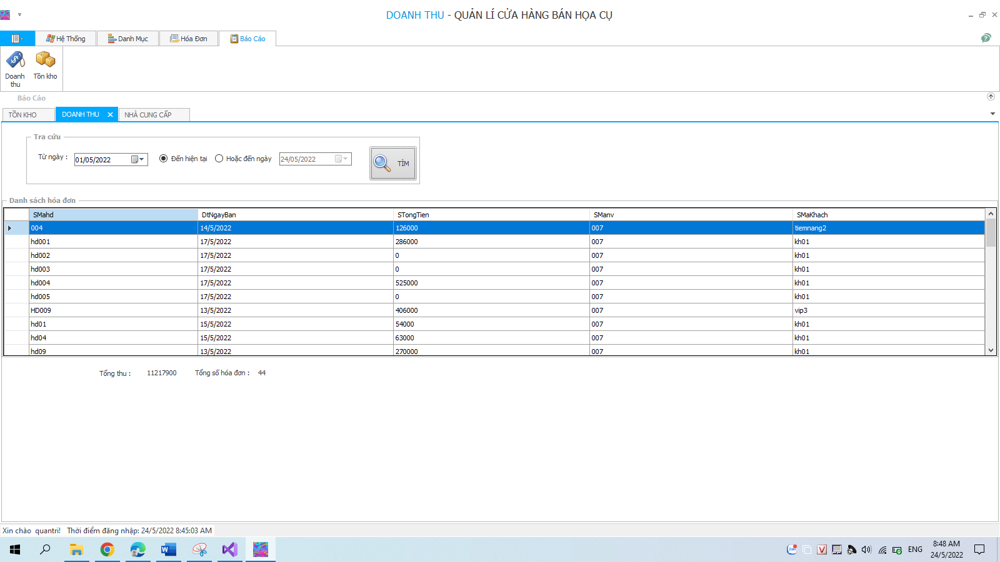 DOANH THU - QUẢN LÍ CỬA HÀNG BÁN HỌA CỤ
Hệ Thống Danh Mục Hóa Đơn Báo Cáo
Doanh thu Tồn kho
Báo Cáo
TỒN KHO DOANH THU NHÀ CUNG CẤP
Tra cứu
Từ ngày : 01/05/2022 Đến hiện tại Hoặc đến ngày 24/05/2022 TÌM
Danh sách hóa đơn
SMahd DtNgayBan STongTien SManv SMaKhach
004 14/5/2022 126000 007 tiemnang2
hd001 17/5/2022 286000 007 kh01
hd002 17/5/2022 0 007 kh01
hd003 17/5/2022 0 007 kh01
hd004 17/5/2022 525000 007 kh01
hd005 17/5/2022 0 007 kh01
HD009 13/5/2022 406000 007 vip3
hd01 15/5/2022 54000 007 kh01
hd04 15/5/2022 63000 007 kh01
hd09 13/5/2022 270000 007 kh01
Tổng thu : 11217900 Tổng số hóa đơn : 44
Xin chào quantri! Thời điểm đăng nhập: 24/5/2022 8:45:03 AM
Zalo ENG 8:48 AM
24/5/2022